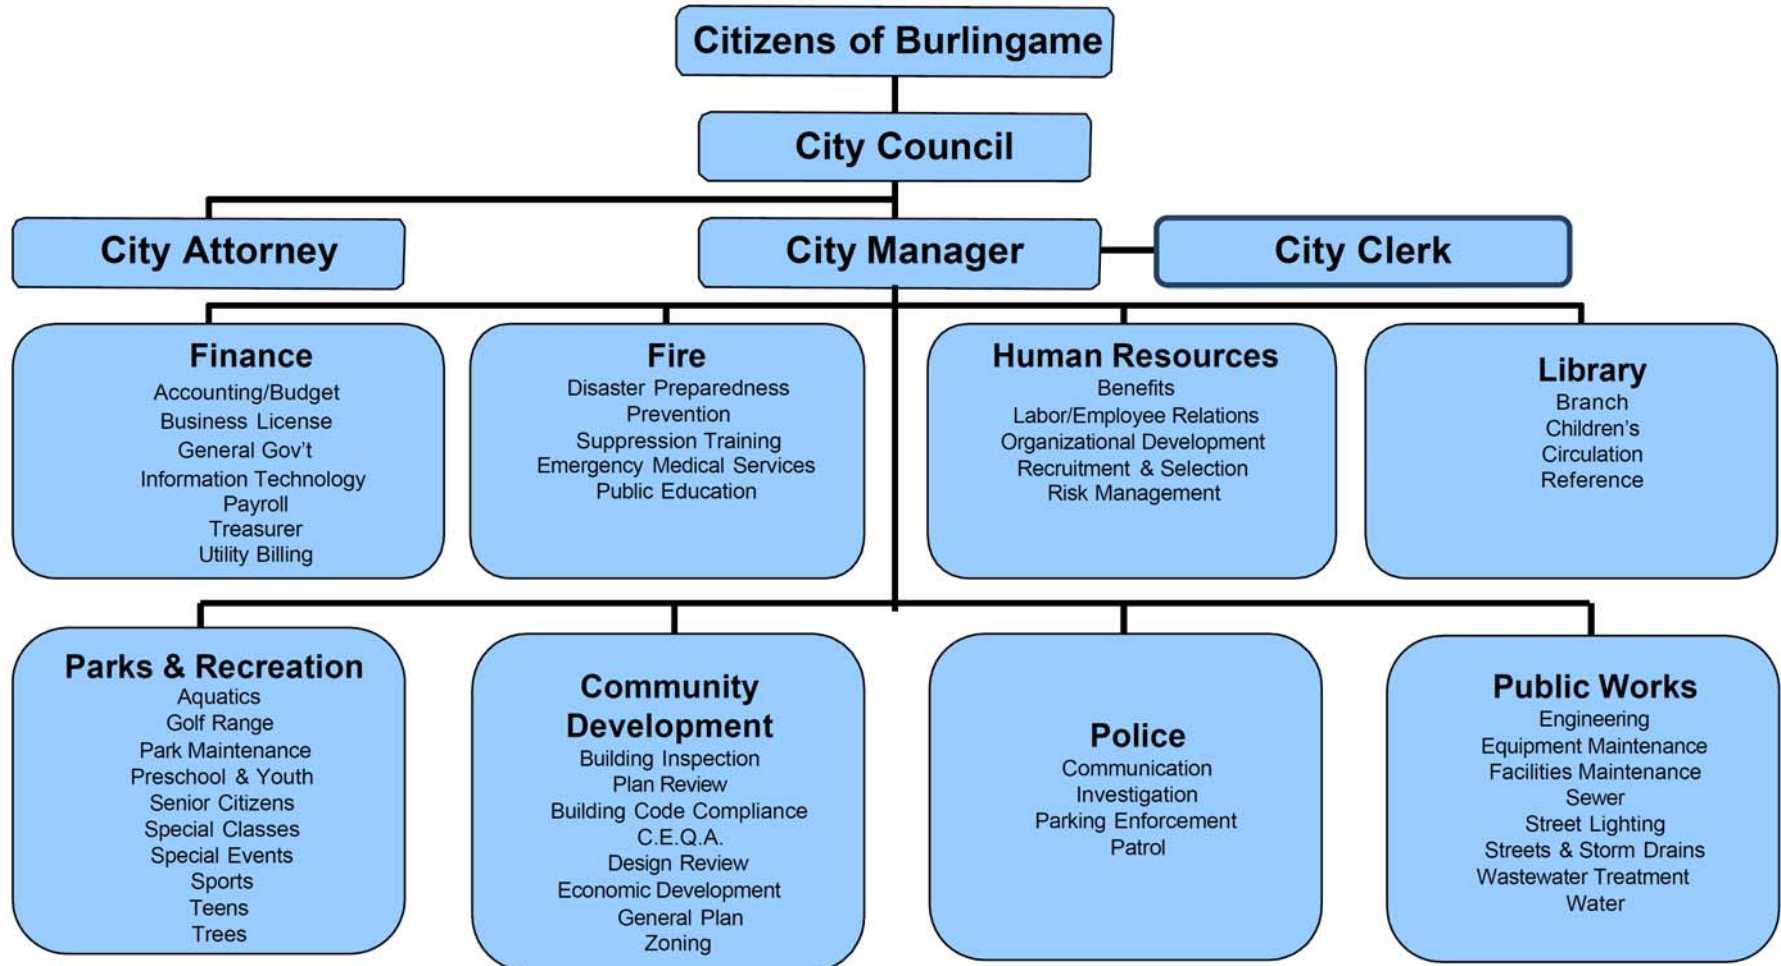 Citizens of Burlingame
City Council
City Attorney
City Manager
City Clerk
Finance
Accounting/Budget
Business License
General Gov’t
Information Technology
Payroll
Treasurer
Utility Billing
Fire
Disaster Preparedness
Prevention
Suppression Training
Emergency Medical Services
Public Education
Human Resources
Benefits
Labor/Employee Relations
Organizational Development
Recruitment & Selection
Risk Management
Library
Branch
Children’s
Circulation
Reference
Parks & Recreation
Aquatics
Golf Range
Park Maintenance
Preschool & Youth
Senior Citizens
Special Classes
Special Events
Sports
Teens
Trees
Community
Development
Building Inspection
Plan Review
Building Code Compliance
C.E.Q.A.
Design Review
Economic Development
General Plan
Zoning
Police
Communication
Investigation
Parking Enforcement
Patrol
Public Works
Engineering
Equipment Maintenance
Facilities Maintenance
Sewer
Street Lighting
Streets & Storm Drains
Wastewater Treatment
Water